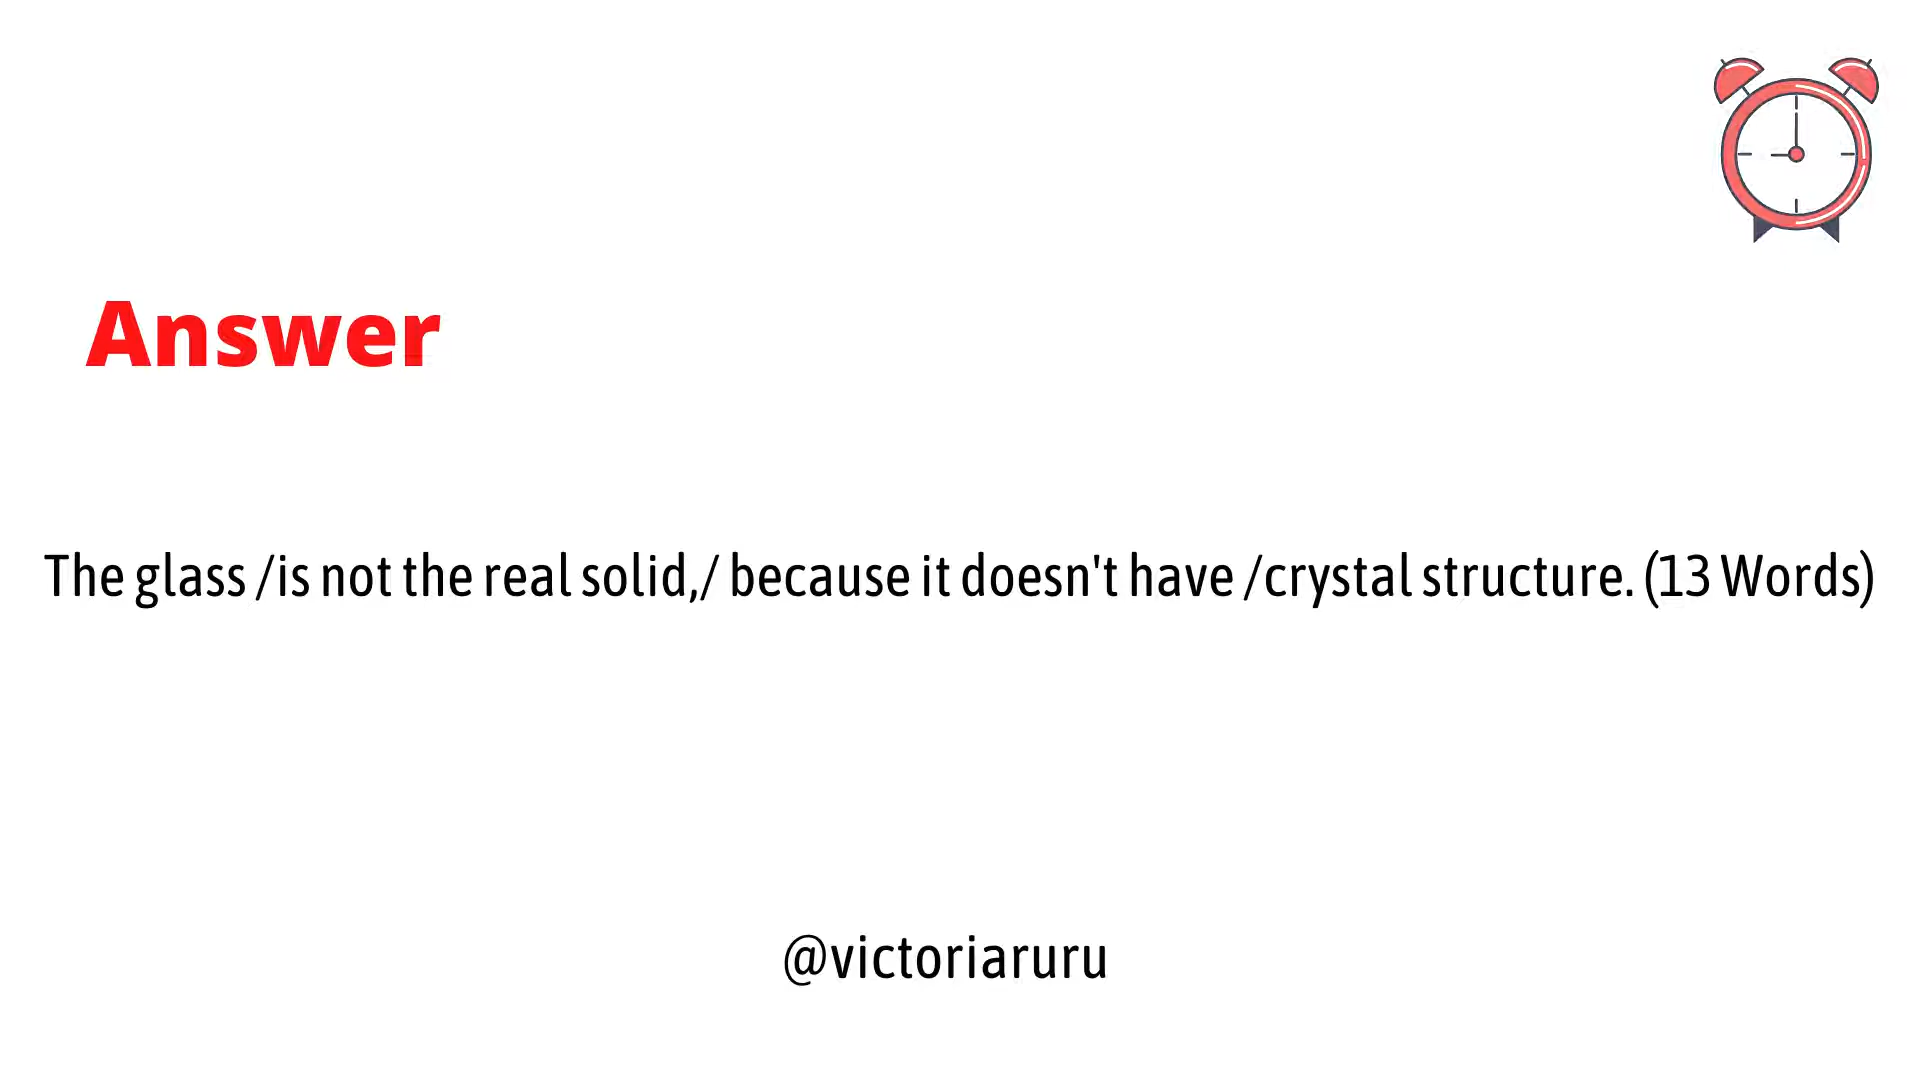 Answer
The glass /is not the real solid,/ because it doesn't have /crystal structure. (13 Words)
@victoriaruru